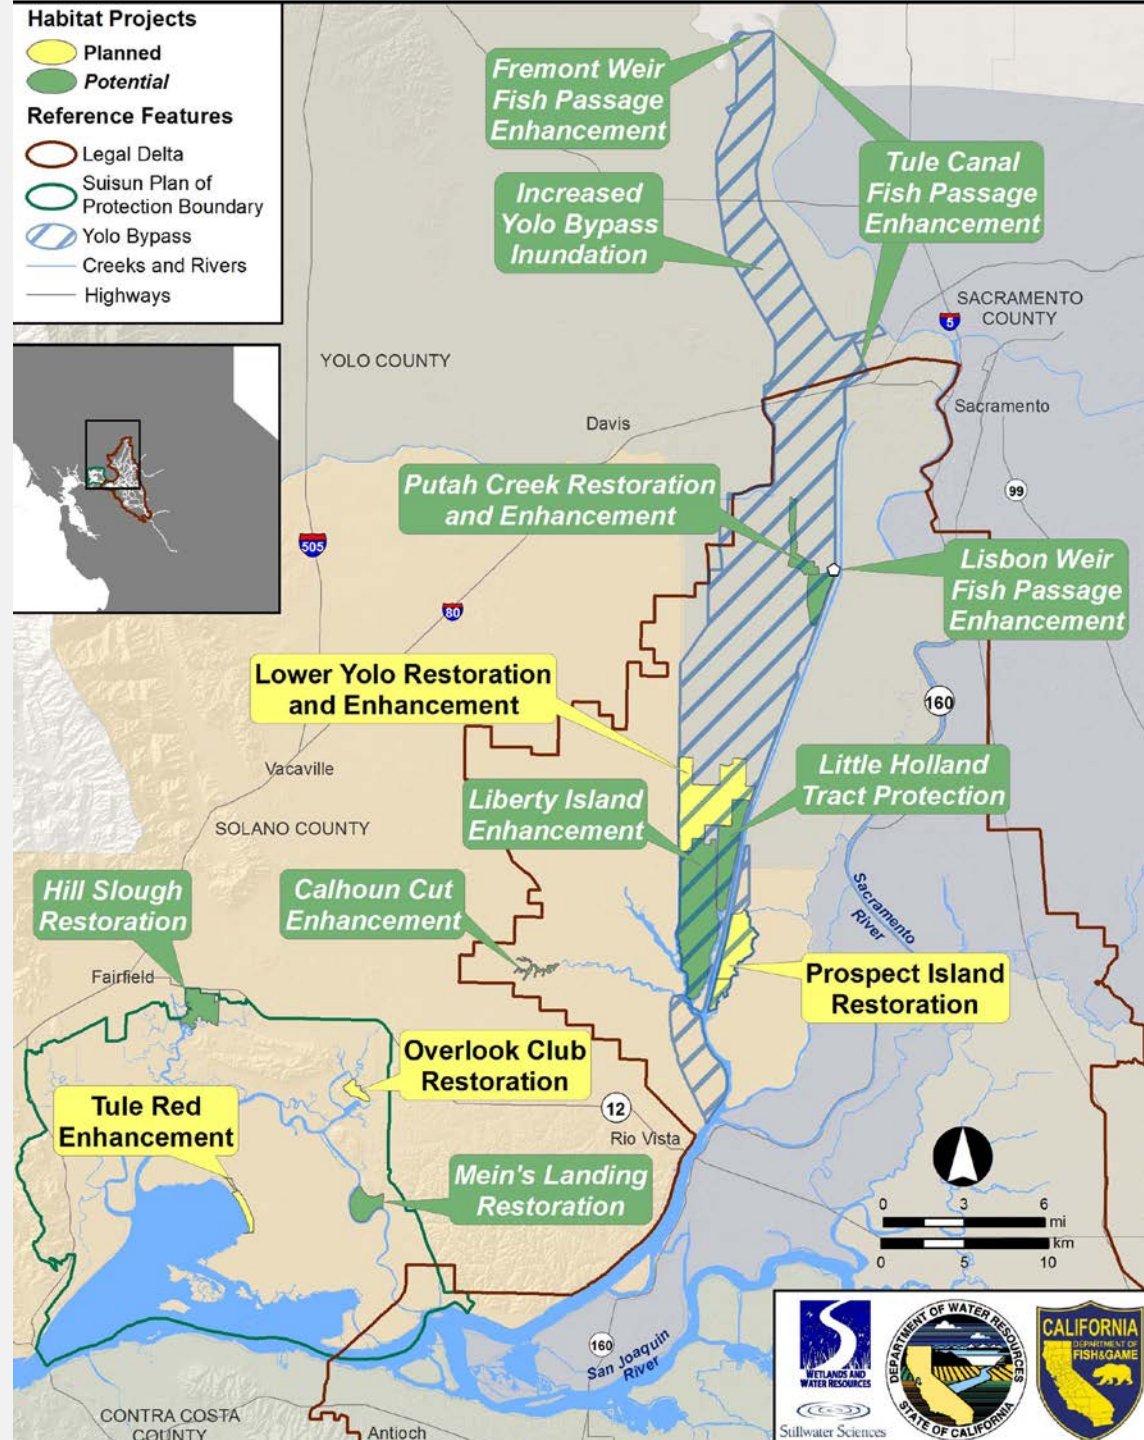 Habitat Projects
Planned
Potential
Reference Features
Legal Delta
Suisun Plan of
Protection Boundary
Yolo Bypass
Creeks and Rivers
Highways
Fremont Weir
Fish Passage
Enhancement
Tule Canal
Fish Passage
Enhancement
Increased
Yolo Bypass
Inundation
SACRAMENTO
COUNTY
5
YOLO COUNTY
Davis
Sacramento
Putah Creek Restoration
and Enhancement
99
505
80
Lisbon Weir
Fish Passage
Enhancement
Lower Yolo Restoration
and Enhancement
160
Vacaville
Little Holland
Tract Protection
Liberty Island
Enhancement
SOLANO COUNTY
Hill Slough
Restoration
Calhoun Cut
Enhancement
Sacramento
River
Fairfield
Prospect Island
Restoration
Overlook Club
Restoration
Tule Red
Enhancement
12
Rio Vista
Mein's Landing
Restoration
0 3 6
mi
km
0 5 10
160
San Joaquin
River
CONTRA COSTA
COUNTY
Antioch
WETLANDS AND
WATER RESOURCES
Stillwater Sciences
DEPARTMENT OF WATER RESOURCES
STATE OF CALIFORNIA
CALIFORNIA
DEPARTMENT OF
FISH & GAME